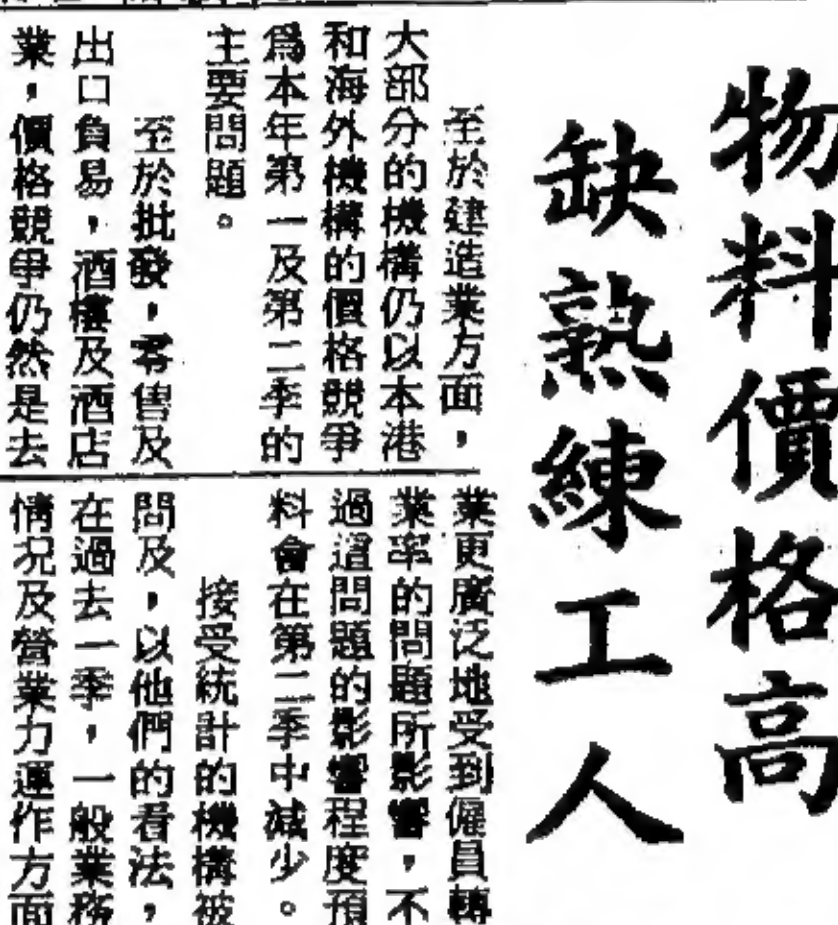 物料價格高
缺熟練工人
至於建造業方面，
大部分的機構仍以本港
和海外機構的價格競爭
爲本年第一及第二季的
主要問題。
至於批發，零售及
出口負易，酒樓及酒店
業，價格競爭仍然是去
業更廣泛地受到僱員轉
業率的問題所影響，不
過這問題的影響程度預
料會在第二季中減少。
接受統計的機構被
問及，以他們的看法，
在過去一季，一般業務
情況及營業力運作方面